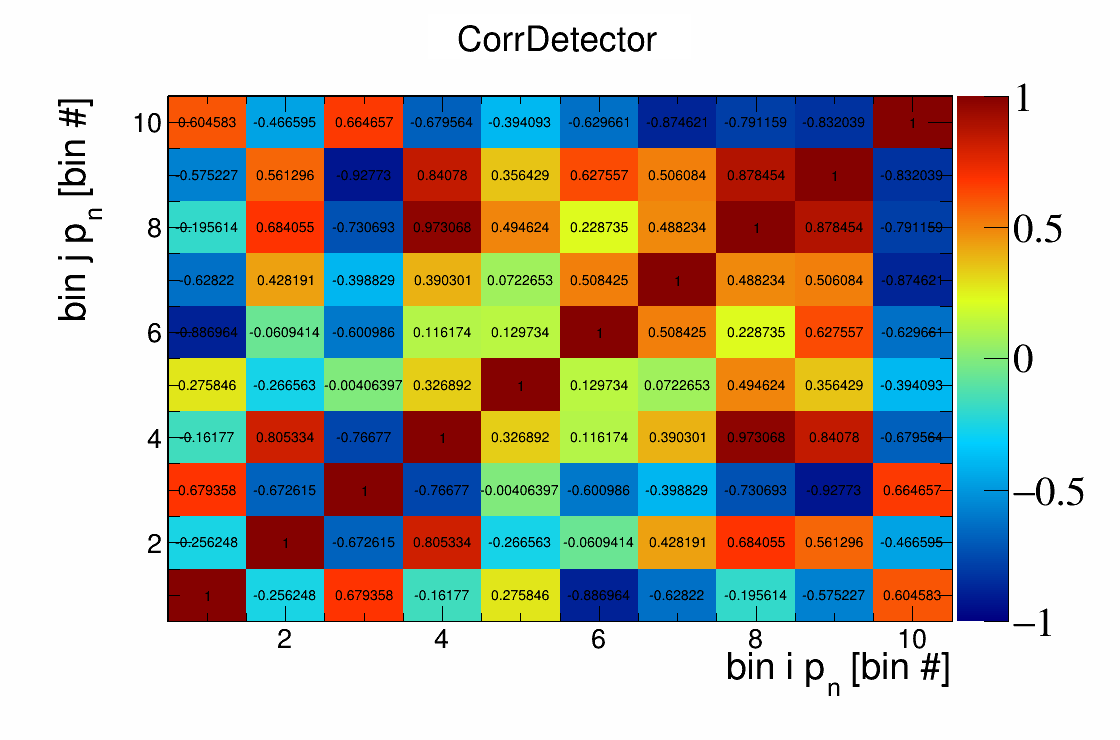 CorrDetector
bin j pn [bin #]
10 0.604583 -0.466595 0.664657 -0.679564 -0.394093 -0.629661 -0.874621 -0.791159 -0.832039 1
-0.575227 0.561296 -0.92773 0.84078 0.356429 0.627557 0.506084 0.878454 1 -0.832039
8 -0.195614 0.684055 -0.730693 0.973068 0.494624 0.228735 0.488234 1 0.878454 -0.791159
-0.62822 0.428191 -0.398829 0.390301 0.0722653 0.508425 1 0.488234 0.506084 -0.874621
6 -0.886964 -0.0609414 -0.600986 0.116174 0.129734 1 0.508425 0.228735 0.627557 -0.629661
0.275846 -0.266563 -0.00406397 0.326892 1 0.129734 0.0722653 0.494624 0.356429 -0.394093
4 -0.16177 0.805334 -0.76677 1 0.326892 0.116174 0.390301 0.973068 0.84078 -0.679564
0.679358 -0.672615 1 -0.76677 -0.00406397 -0.600986 -0.398829 -0.730693 -0.92773 0.664657
2 -0.256248 1 -0.672615 0.805334 -0.266563 -0.0609414 0.428191 0.684055 0.561296 -0.466595
1 -0.256248 0.679358 -0.16177 0.275846 -0.886964 -0.62822 -0.195614 -0.575227 0.604583
2 4 6 8 10
bin i pn [bin #]
1
0.5
0
−0.5
−1